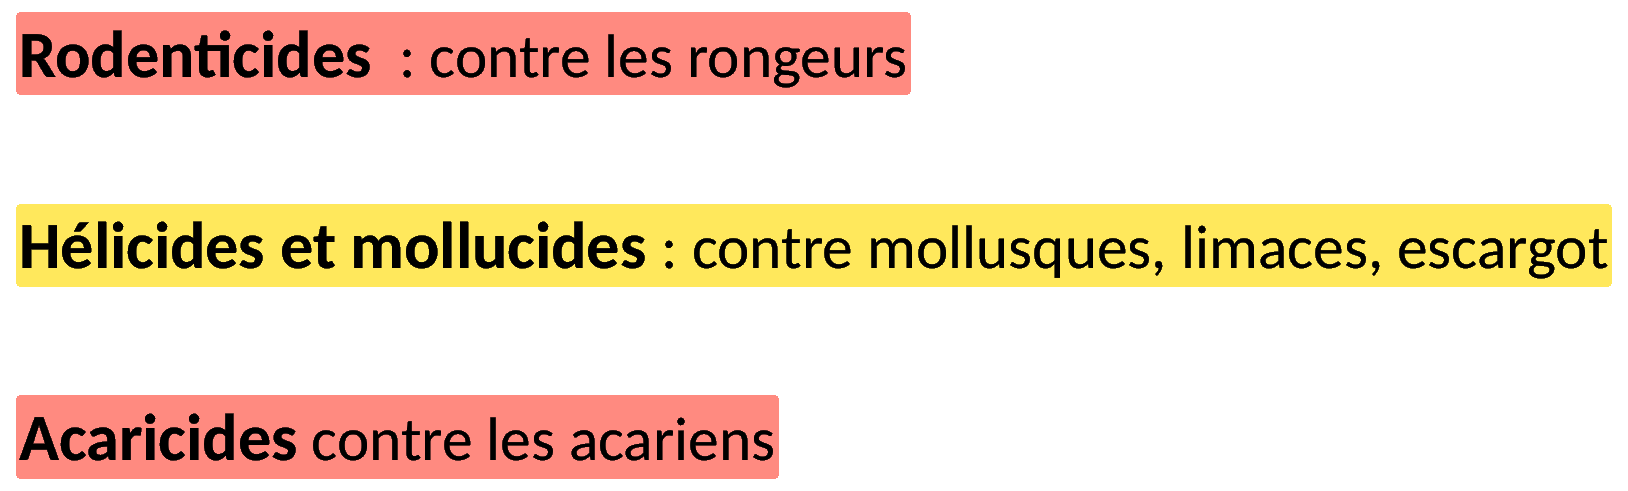 Rodenticides : contre les rongeurs
Hélicides et mollucides : contre mollusques, limaces, escargot
Acaricides contre les acariens